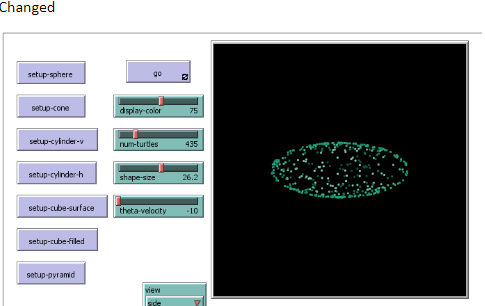 Changed
setup-sphere
go
setup-cone
display-color 75
setup-cylinder-v
num-turtles 435
setup-cylinder-h
shape-size 26.2
setup-cube-surface
theta-velocity -10
setup-cube-filled
setup-pyramid
view
side